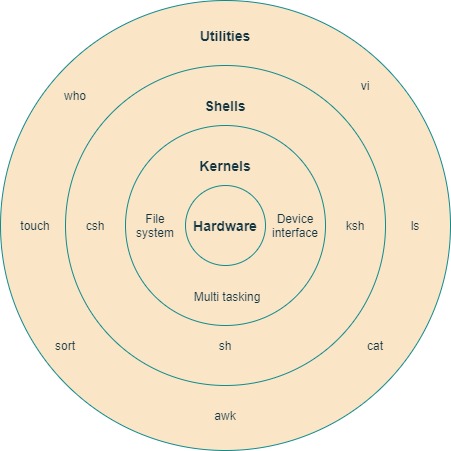 Utilities
vi
who
Shells
Kernels
touch
csh
File
system
Hardware
Device
interface
ksh
ls
Multi tasking
sort
sh
cat
awk